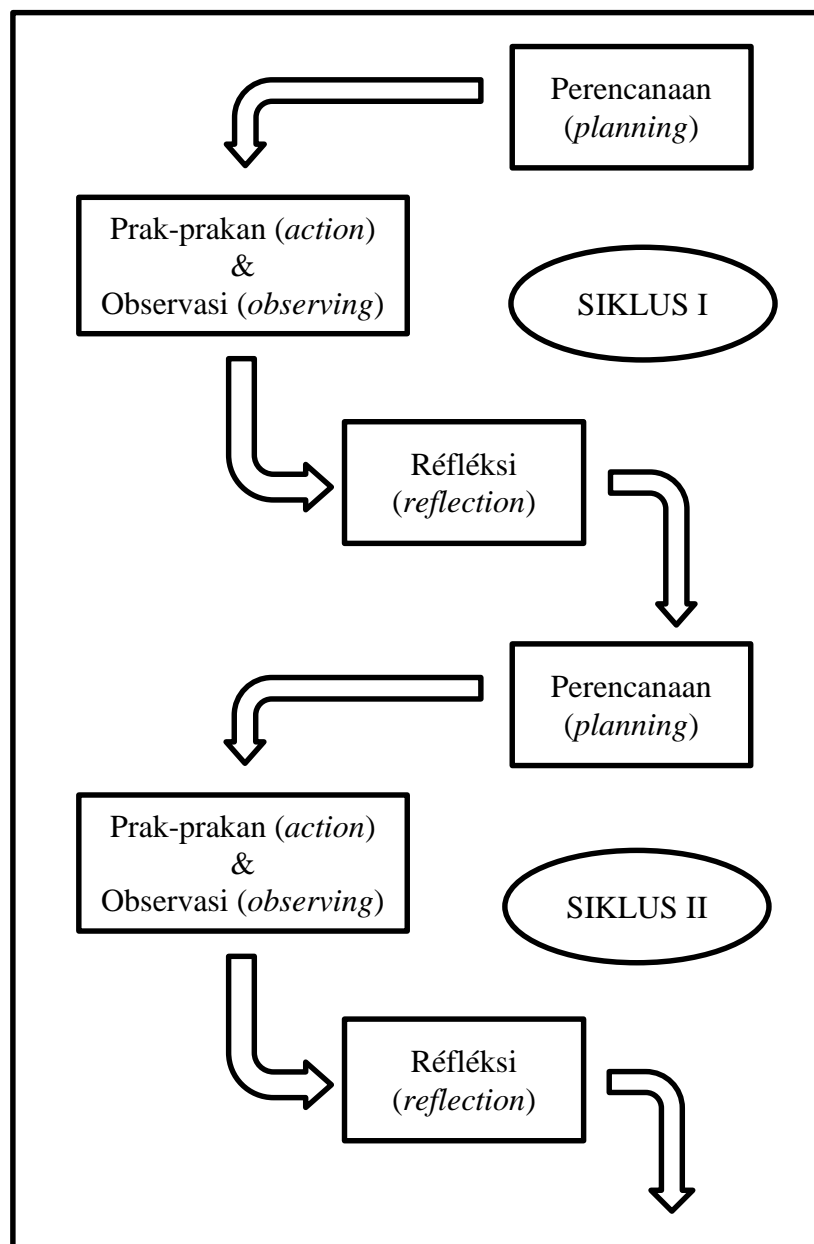 Perencanaan
(planning)
Prak-prakan (action)
&
Observasi (observing)
SIKLUS I
Réfléksi
(reflection)
Perencanaan
(planning)
Prak-prakan (action)
&
Observasi (observing)
SIKLUS II
Réfléksi
(reflection)